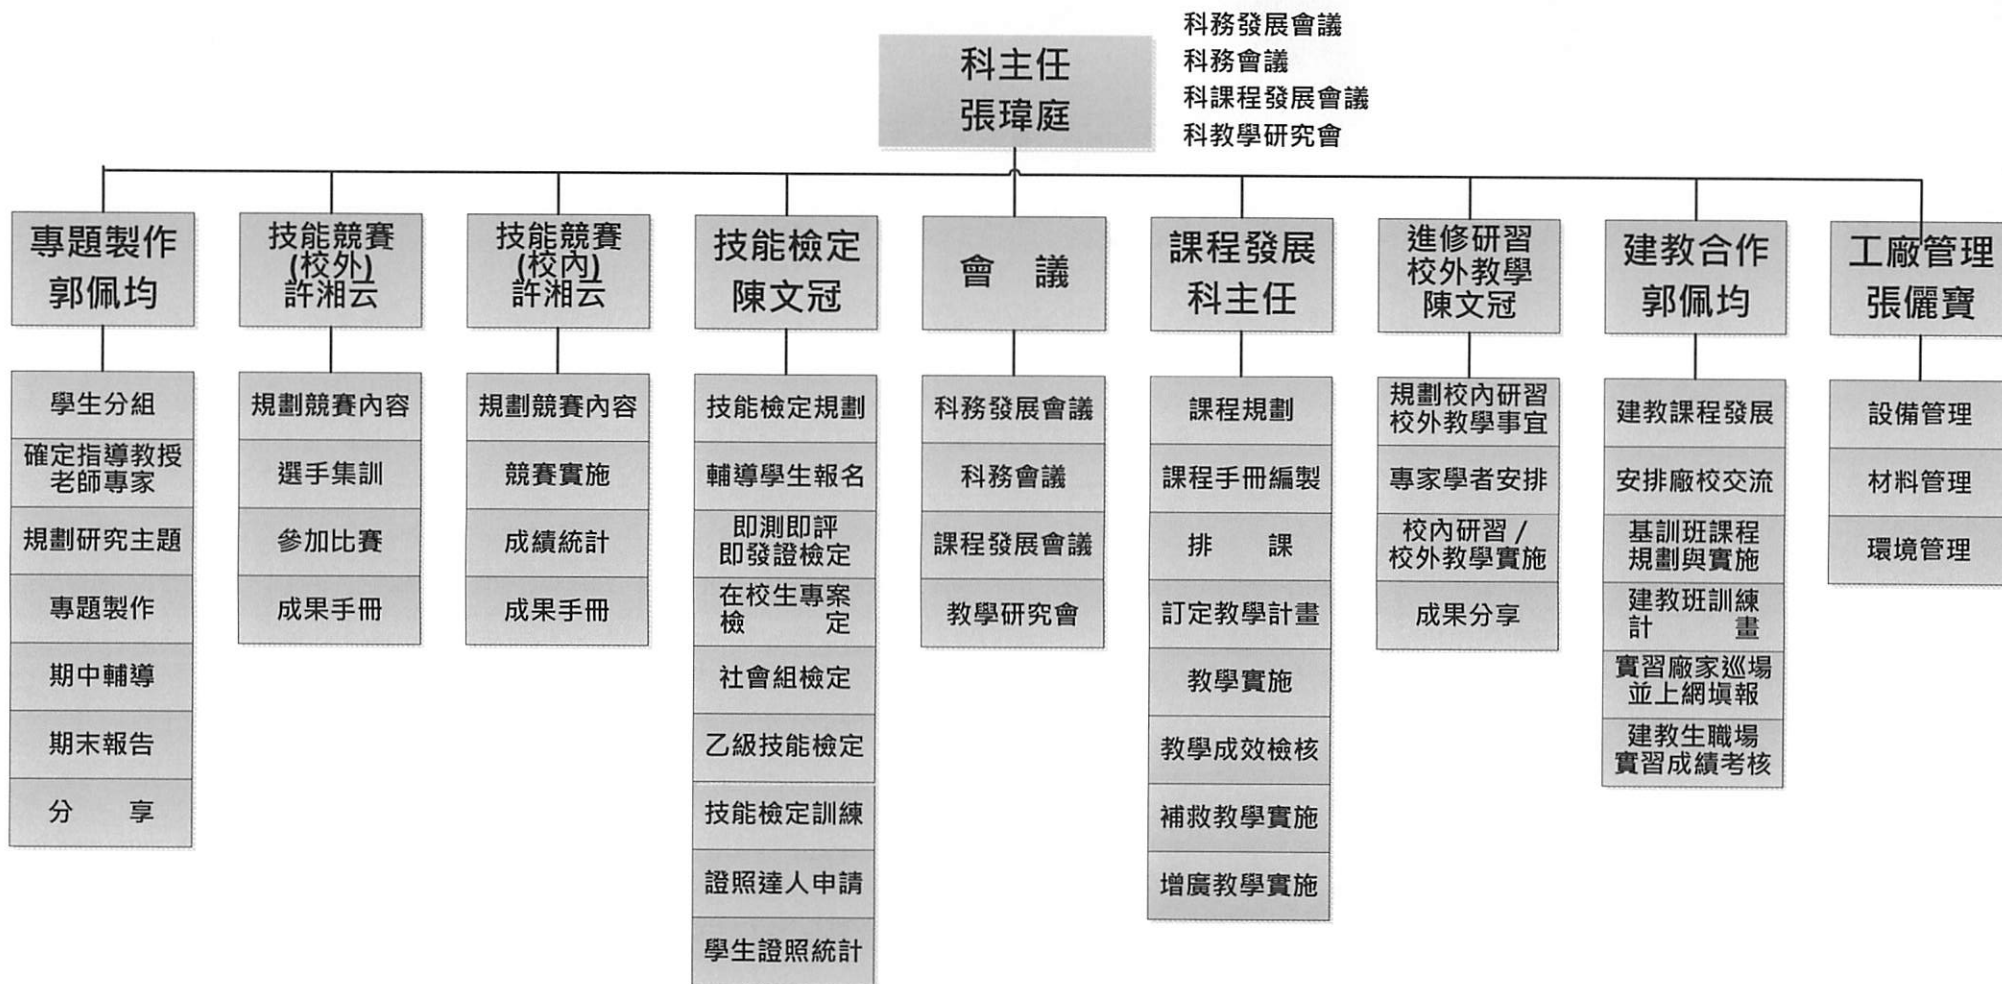 科主任
張瑋庭
科務發展會議
科務會議
科課程發展會議
科教學研究會
專題製作
郭佩均
學生分組
確定指導教授
老師專家
規劃研究主題
專題製作
期中輔導
期末報告
分 享
技能競賽
(校外)
許湘云
規劃競賽內容
選手集訓
參加比賽
成果手冊
技能競賽
(校內)
許湘云
規劃競賽內容
競賽實施
成績統計
成果手冊
技能檢定
陳文冠
技能檢定規劃
輔導學生報名
即測即評
即發證檢定
在校生專案
檢 定
社會組檢定
乙級技能檢定
技能檢定訓練
證照達人申請
學生證照統計
會 議
科務發展會議
科務會議
課程發展會議
教學研究會
課程發展
科主任
課程規劃
課程手冊編製
排 課
訂定教學計畫
教學實施
教學成效檢核
補救教學實施
增廣教學實施
進修研習
校外教學
陳文冠
規劃校內研習
校外教學事宜
專家學者安排
校內研習 /
校外教學實施
成果分享
建教合作
郭佩均
建教課程發展
安排廠校交流
基訓班課程
規劃與實施
建教班訓練
計 畫
實習廠家巡場
並上網填報
建教生職場
實習成績考核
工廠管理
張儷寶
設備管理
材料管理
環境管理